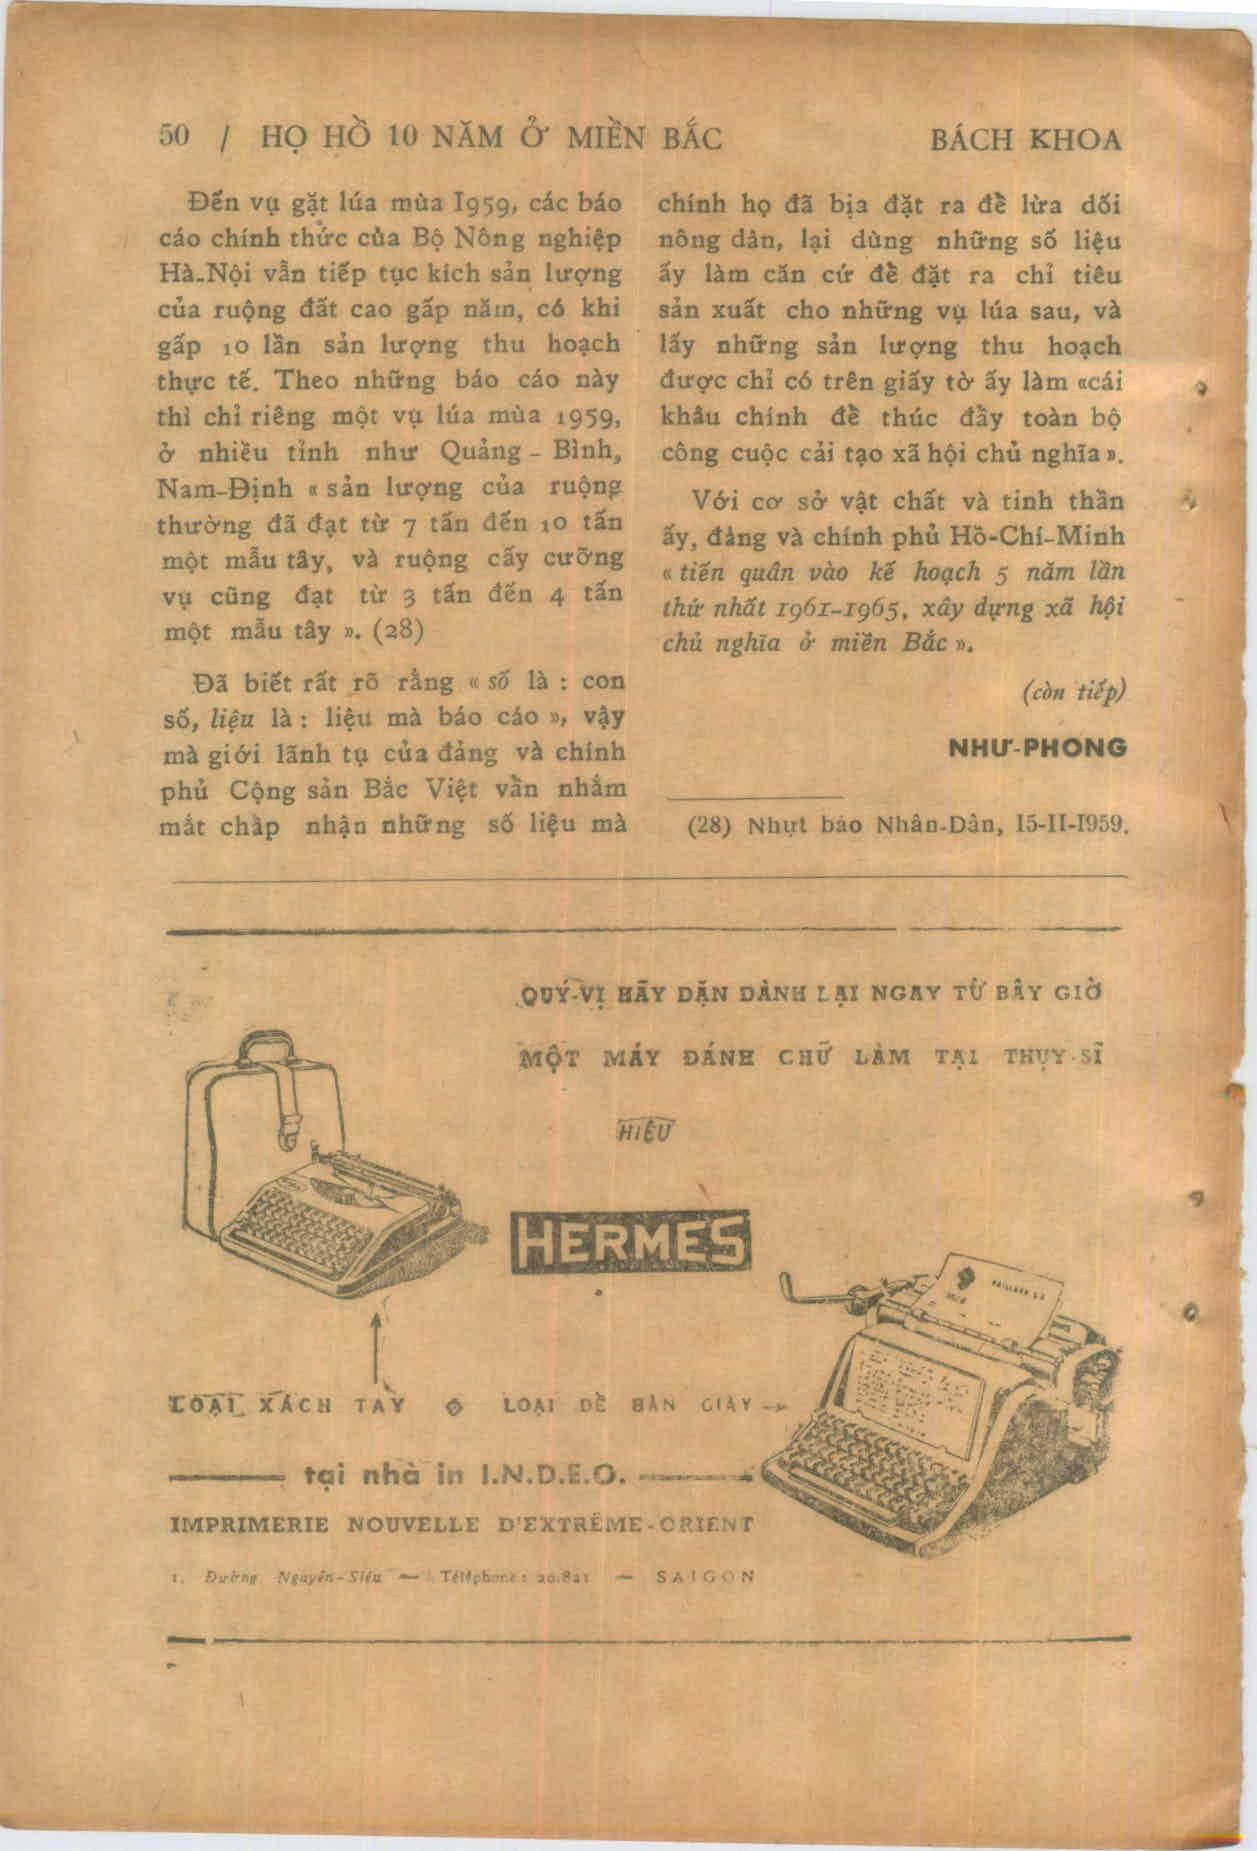 50 / HỌ HỒ 10 NĂM Ở MIỀN BẮC
BÁCH KHOA
Đến vụ gặt lúa mùa 1959, các báo
cáo chính thức của Bộ Nông nghiệp
Hà-Nội vẫn tiếp tục kích sản lượng
của ruộng đất cao gấp năm, có khi
gấp 10 lần sản lượng thu hoạch
thực tế. Theo những báo cáo này
thì chỉ riêng một vụ lúa mùa 1959,
ở nhiều tỉnh như Quảng - Bình,
Nam-Định « sản lượng của ruộng
thường đã đạt từ 7 tấn đến 10 tấn
một mẫu tây, và ruộng cấy cưỡng
vụ cũng đạt từ 3 tấn đến 4 tấn
một mẫu tây ». (28)
Đã biết rất rõ rằng « số là : con
số, liệu là : liệu mà báo cáo », vậy
mà giới lãnh tụ của đảng và chính
phủ Cộng sản Bắc Việt vẫn nhắm
mắt chấp nhận những số liệu mà
chính họ đã bịa đặt ra để lừa dối
nông dân, lại dùng những số liệu
ấy làm căn cứ để đặt ra chỉ tiêu
sản xuất cho những vụ lúa sau, và
lấy những sản lượng thu hoạch
được chỉ có trên giấy tờ ấy làm «cái
khâu chính để thúc đẩy toàn bộ
công cuộc cải tạo xã hội chủ nghĩa ».
Với cơ sở vật chất và tinh thần
ấy, đảng và chính phủ Hồ-Chí-Minh
« tiến quân vào kế hoạch 5 năm lần
thứ nhất 1961-1965, xây dựng xã hội
chủ nghĩa ở miền Bắc ».
(còn tiếp)
NHƯ-PHONG
(28) Nhựt báo Nhân-Dân, 15-11-1959.
QUÝ-VỊ HÃY DẶN DÀNH LẠI NGAY TỪ BÂY GIỜ
MỘT MÁY ĐÁNH CHỮ LÀM TẠI THỤY-SĨ
HIỆU
HERMES
LOẠI XÁCH TAY LOẠI ĐỂ BÀN GIẤY
tại nhà in I.N.D.E.O.
IMPRIMERIE NOUVELLE D'EXTRÊME-ORIENT
1. Đường Nguyễn-Siêu — Téléphone : 20.821 — SAIGON